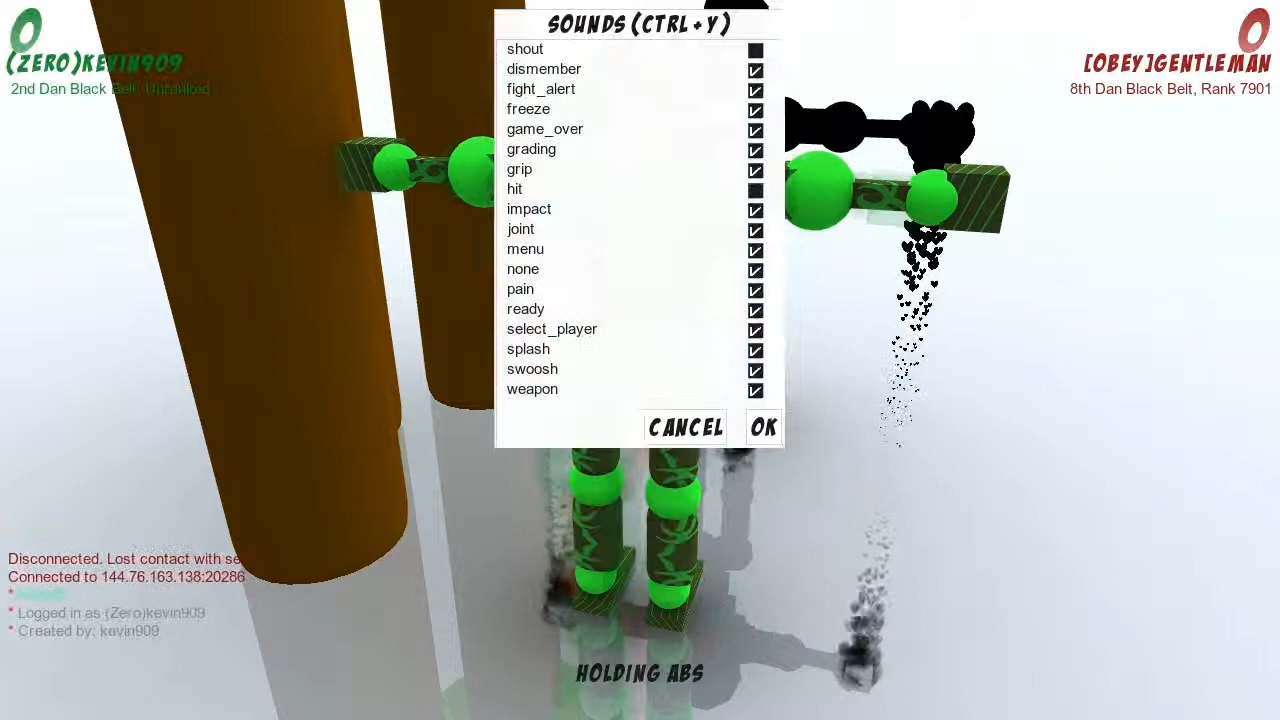 SOUNDS (CTRL+Y)
0
(ZERO)KEVIN909
2nd Dan Black Belt, Unranked
0
[OBEY]GENTLEMAN
8th Dan Black Belt, Rank 7901
shout
dismember
fight_alert
freeze
game_over
grading
grip
hit
impact
joint
menu
none
pain
ready
select_player
splash
swoosh
weapon
CANCEL OK
Disconnected. Lost contact with se
Connected to 144.76.163.138:20286
*
* Logged in as (Zero)kevin909
* Created by: kevin909
HOLDING ABS